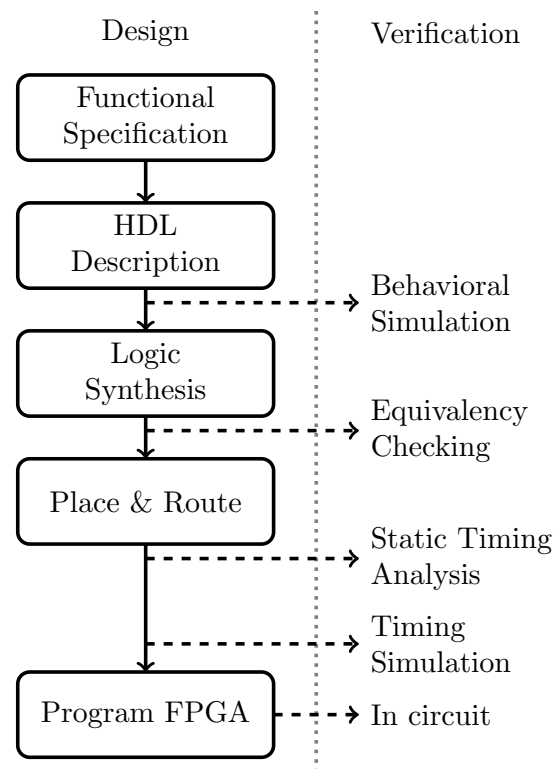 Design
Verification
Functional
Specification
HDL
Description
Behavioral
Simulation
Logic
Synthesis
Equivalency
Checking
Place & Route
Static Timing
Analysis
Timing
Simulation
Program FPGA
In circuit